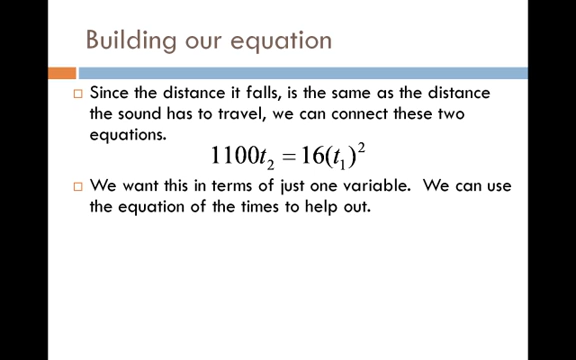 Building our equation
Since the distance it falls, is the same as the distance
the sound has to travel, we can connect these two
equations.
1100t₂ = 16(t₁)²
We want this in terms of just one variable. We can use
the equation of the times to help out.